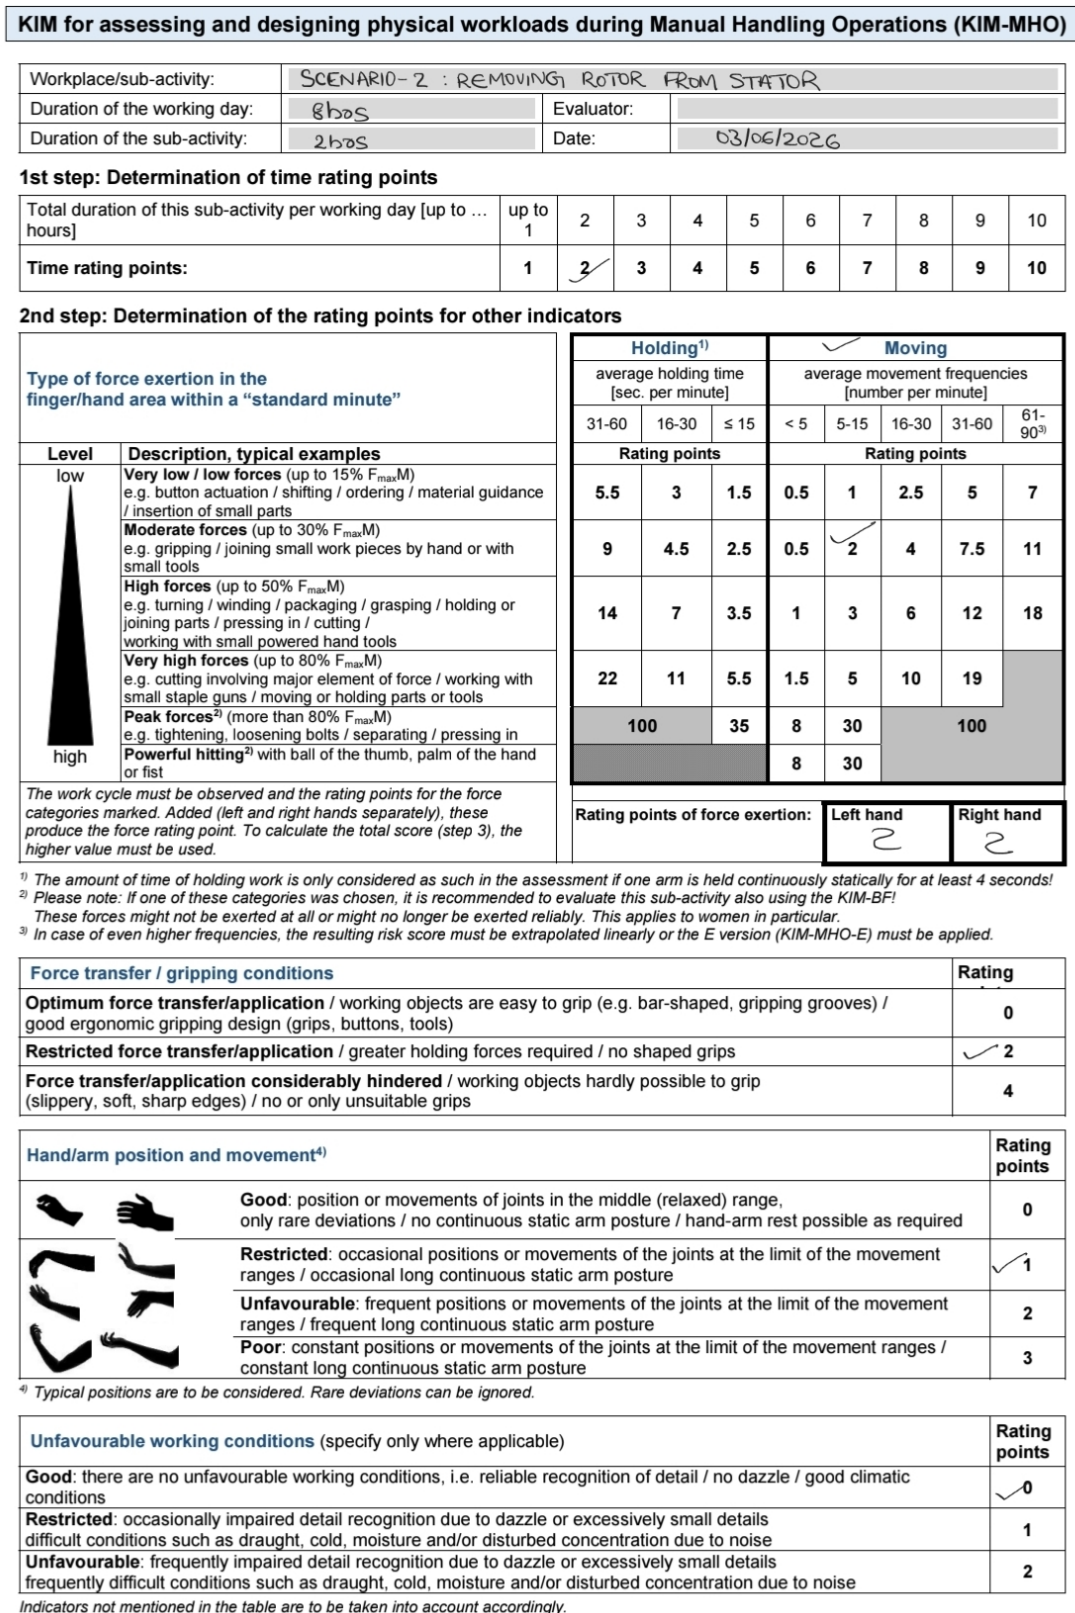 KIM for assessing and designing physical workloads during Manual Handling Operations (KIM-MHO)
Workplace/sub-activity: SCENARIO-2 : REMOVING ROTOR FROM STATOR
Duration of the working day: 8hrs Evaluator:
Duration of the sub-activity: 2hrs Date: 03/06/2026
1st step: Determination of time rating points
Total duration of this sub-activity per working day [up to … hours] up to 1 2 3 4 5 6 7 8 9 10
Time rating points: 1 2 3 4 5 6 7 8 9 10
2nd step: Determination of the rating points for other indicators
Type of force exertion in the
finger/hand area within a “standard minute”
Holding1) Moving
average holding time [sec. per minute] average movement frequencies [number per minute]
31-60 16-30 ≤ 15 < 5 5-15 16-30 31-60 61-903)
Level Description, typical examples Rating points Rating points
low
Very low / low forces (up to 15% FmaxM)
e.g. button actuation / shifting / ordering / material guidance
/ insertion of small parts
5.5 3 1.5 0.5 1 2.5 5 7
Moderate forces (up to 30% FmaxM)
e.g. gripping / joining small work pieces by hand or with
small tools
9 4.5 2.5 0.5 2 4 7.5 11
High forces (up to 50% FmaxM)
e.g. turning / winding / packaging / grasping / holding or
joining parts / pressing in / cutting /
working with small powered hand tools
14 7 3.5 1 3 6 12 18
Very high forces (up to 80% FmaxM)
e.g. cutting involving major element of force / working with
small staple guns / moving or holding parts or tools
22 11 5.5 1.5 5 10 19
Peak forces2) (more than 80% FmaxM)
e.g. tightening, loosening bolts / separating / pressing in
100 35 8 30 100
high
Powerful hitting2) with ball of the thumb, palm of the hand
or fist
8 30
The work cycle must be observed and the rating points for the force
categories marked. Added (left and right hands separately), these
produce the force rating point. To calculate the total score (step 3), the
higher value must be used.
Rating points of force exertion: Left hand 2 Right hand 2
1) The amount of time of holding work is only considered as such in the assessment if one arm is held continuously statically for at least 4 seconds!
2) Please note: If one of these categories was chosen, it is recommended to evaluate this sub-activity also using the KIM-BF!
These forces might not be exerted at all or might no longer be exerted reliably. This applies to women in particular.
3) In case of even higher frequencies, the resulting risk score must be extrapolated linearly or the E version (KIM-MHO-E) must be applied.
Force transfer / gripping conditions Rating
Optimum force transfer/application / working objects are easy to grip (e.g. bar-shaped, gripping grooves) /
good ergonomic gripping design (grips, buttons, tools)
0
Restricted force transfer/application / greater holding forces required / no shaped grips 2
Force transfer/application considerably hindered / working objects hardly possible to grip
(slippery, soft, sharp edges) / no or only unsuitable grips
4
Hand/arm position and movement4) Rating points
Good: position or movements of joints in the middle (relaxed) range,
only rare deviations / no continuous static arm posture / hand-arm rest possible as required
0
Restricted: occasional positions or movements of the joints at the limit of the movement
ranges / occasional long continuous static arm posture
1
Unfavourable: frequent positions or movements of the joints at the limit of the movement
ranges / frequent long continuous static arm posture
2
Poor: constant positions or movements of the joints at the limit of the movement ranges /
constant long continuous static arm posture
3
4) Typical positions are to be considered. Rare deviations can be ignored.
Unfavourable working conditions (specify only where applicable) Rating points
Good: there are no unfavourable working conditions, i.e. reliable recognition of detail / no dazzle / good climatic
conditions
0
Restricted: occasionally impaired detail recognition due to dazzle or excessively small details
difficult conditions such as draught, cold, moisture and/or disturbed concentration due to noise
1
Unfavourable: frequently impaired detail recognition due to dazzle or excessively small details
frequently difficult conditions such as draught, cold, moisture and/or disturbed concentration due to noise
2
Indicators not mentioned in the table are to be taken into account accordingly.